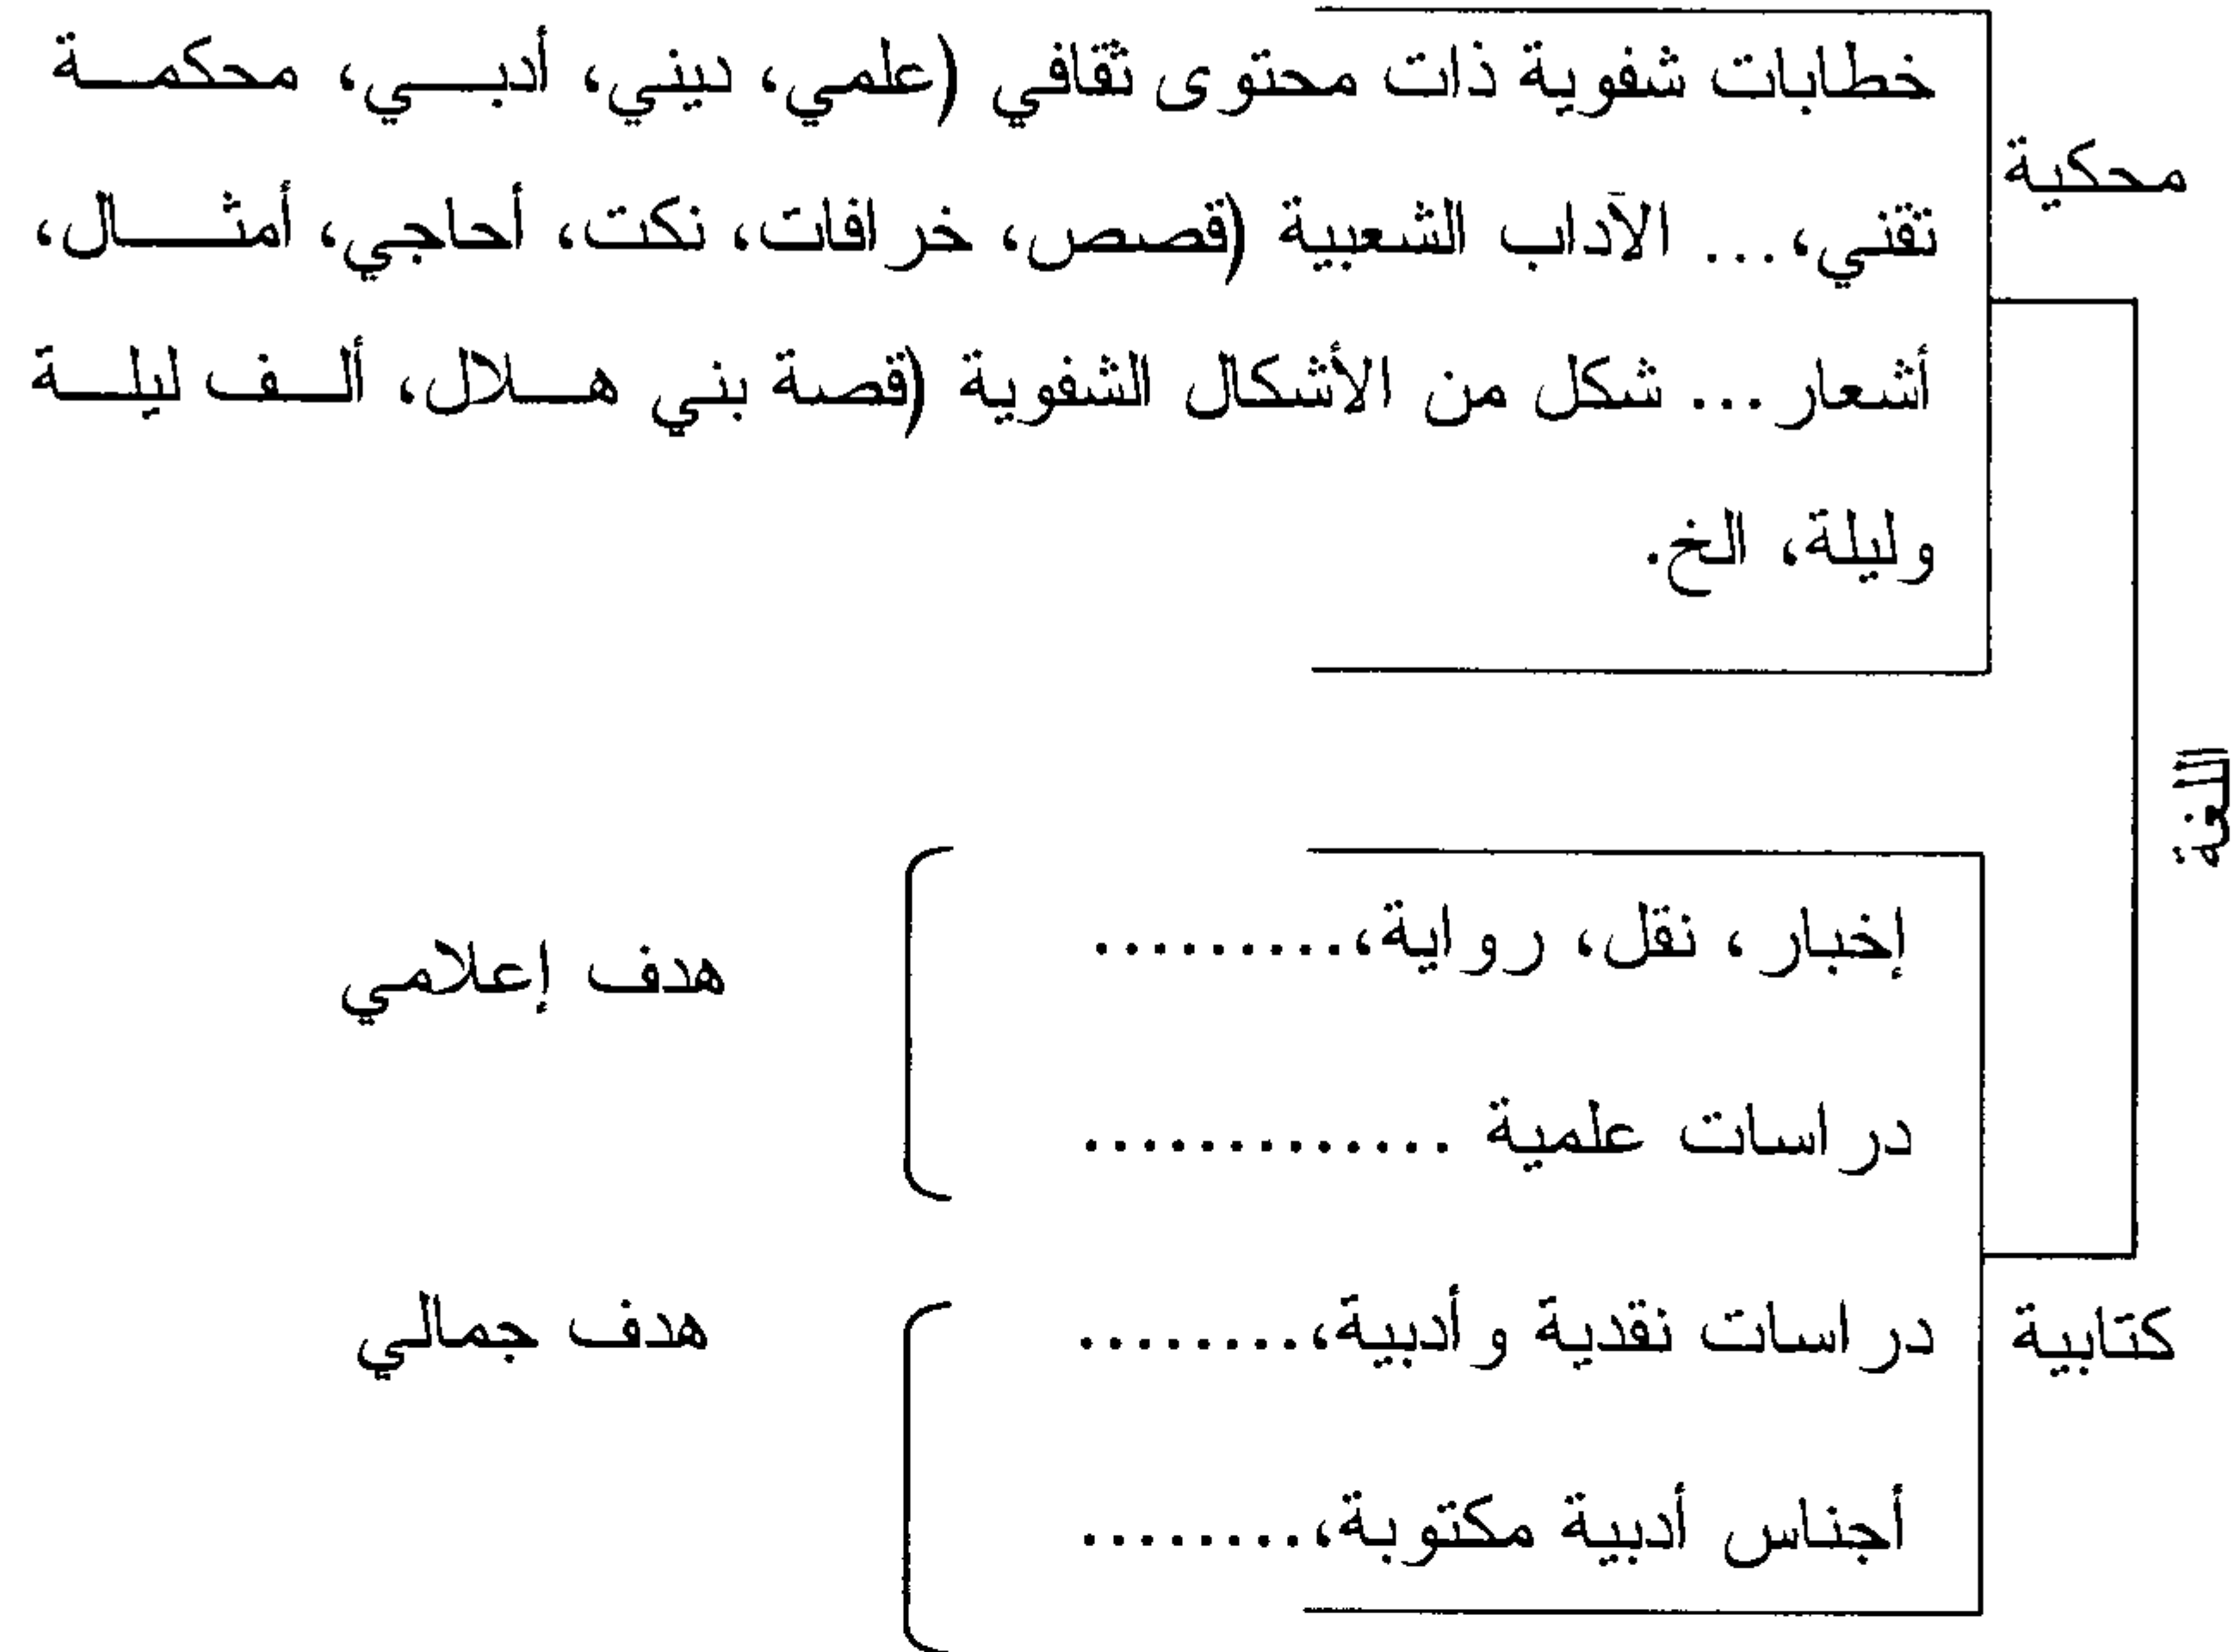 خطابات شفوية ذات محتوى ثقافي (علمي، ديني، أدبي، محكمة
محكية
تقني،... الآداب الشعبية (قصص، خرافات، نكت، أحاجي، أمثال،
أشعار... شكل من الأشكال الشفوية (قصة بني هلال، ألف ليلة
وليلة، الخ.
اللغة
إخبار، نقل، رواية،..........
هدف إعلامي
دراسات علمية .............
دراسات نقدية وأدبية،........
هدف جمالي
كتابية
أجناس أدبية مكتوبة،........